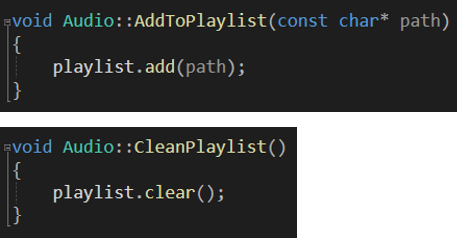 void Audio::AddToPlaylist(const char* path)
{
    playlist.add(path);
}
void Audio::CleanPlaylist()
{
    playlist.clear();
}